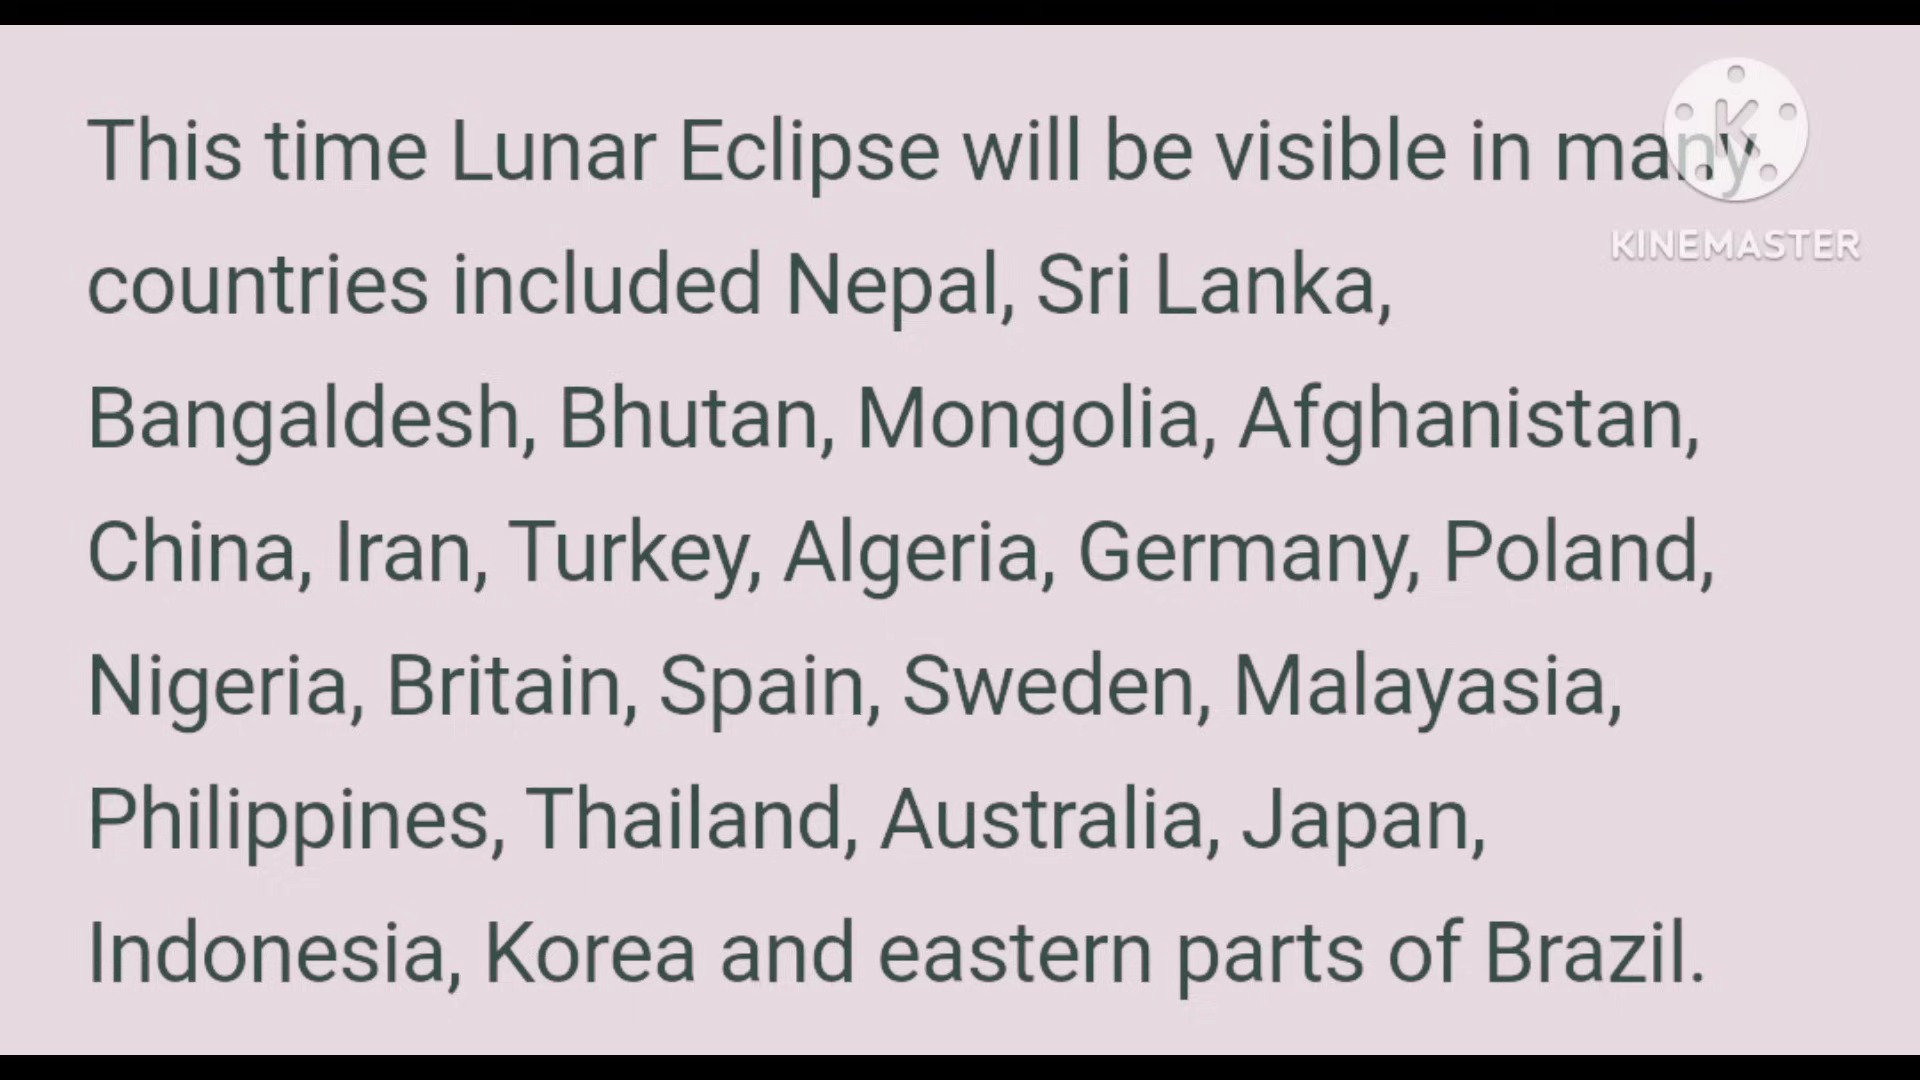 This time Lunar Eclipse will be visible in many
countries included Nepal, Sri Lanka,
Bangaldesh, Bhutan, Mongolia, Afghanistan,
China, Iran, Turkey, Algeria, Germany, Poland,
Nigeria, Britain, Spain, Sweden, Malayasia,
Philippines, Thailand, Australia, Japan,
Indonesia, Korea and eastern parts of Brazil.
K
KINEMASTER